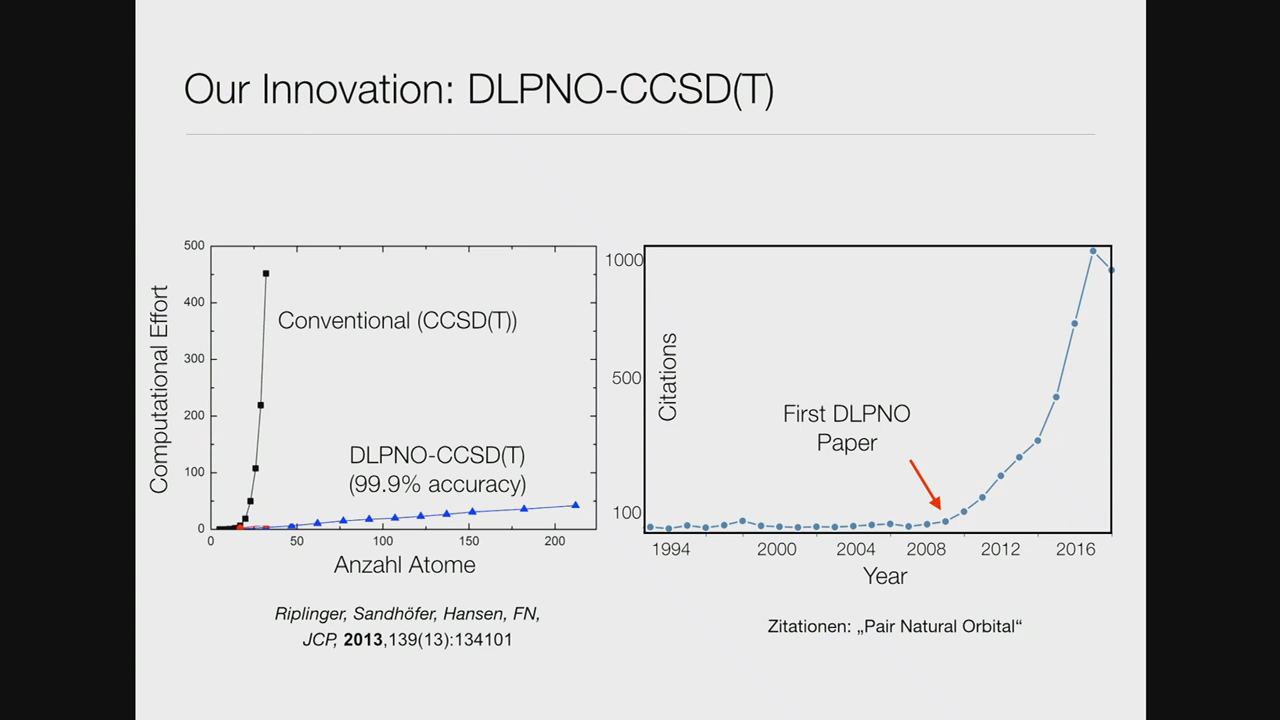 Our Innovation: DLPNO-CCSD(T)
Computational Effort
500
400
300
200
100
0
Conventional (CCSD(T))
DLPNO-CCSD(T)
(99.9% accuracy)
0 50 100 150 200
Anzahl Atome
Riplinger, Sandhöfer, Hansen, FN,
JCP, 2013,139(13):134101
1000
500
100
Citations
First DLPNO
Paper
1994 2000 2004 2008 2012 2016
Year
Zitationen: „Pair Natural Orbital“